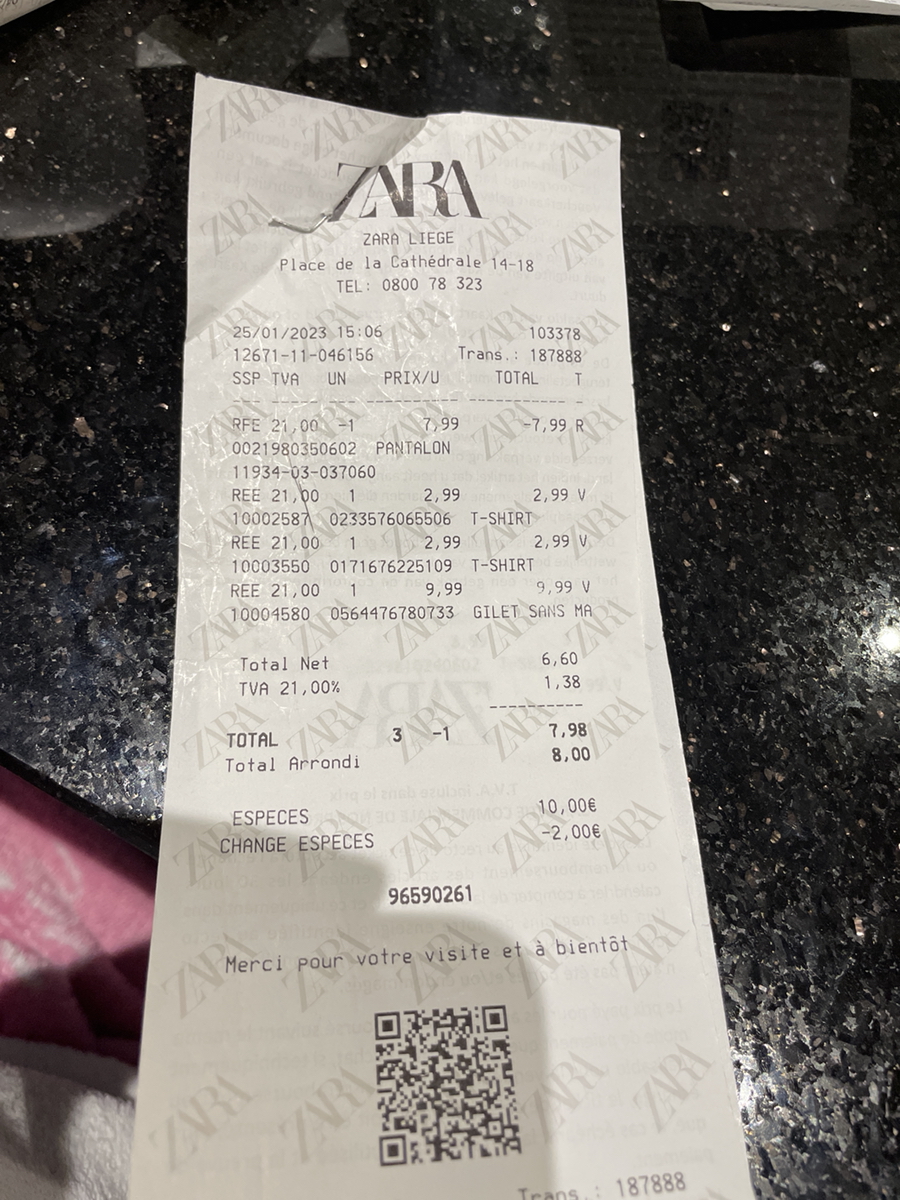 ZARA
ZARA LIEGE
Place de la Cathédrale 14-18
TEL: 0800 78 323
25/01/2023 15:06 103378
12671-11-046156 Trans.: 187888
SSP TVA UN PRIX/U TOTAL T
RFE 21,00 -1 7,99 -7,99 R
0021980350602 PANTALON
11934-03-037060
REE 21,00 1 2,99 2,99 V
10002587 0233576065506 T-SHIRT
REE 21,00 1 2,99 2,99 V
10003550 0171676225109 T-SHIRT
REE 21,00 1 9,99 9,99 V
10004580 0564476780733 GILET SANS MA
Total Net 6,60
TVA 21,00% 1,38
TOTAL 3 -1 7,98
Total Arrondi 8,00
ESPECES 10,00€
CHANGE ESPECES -2,00€
96590261
Merci pour votre visite et à bientôt
Trans.: 187888